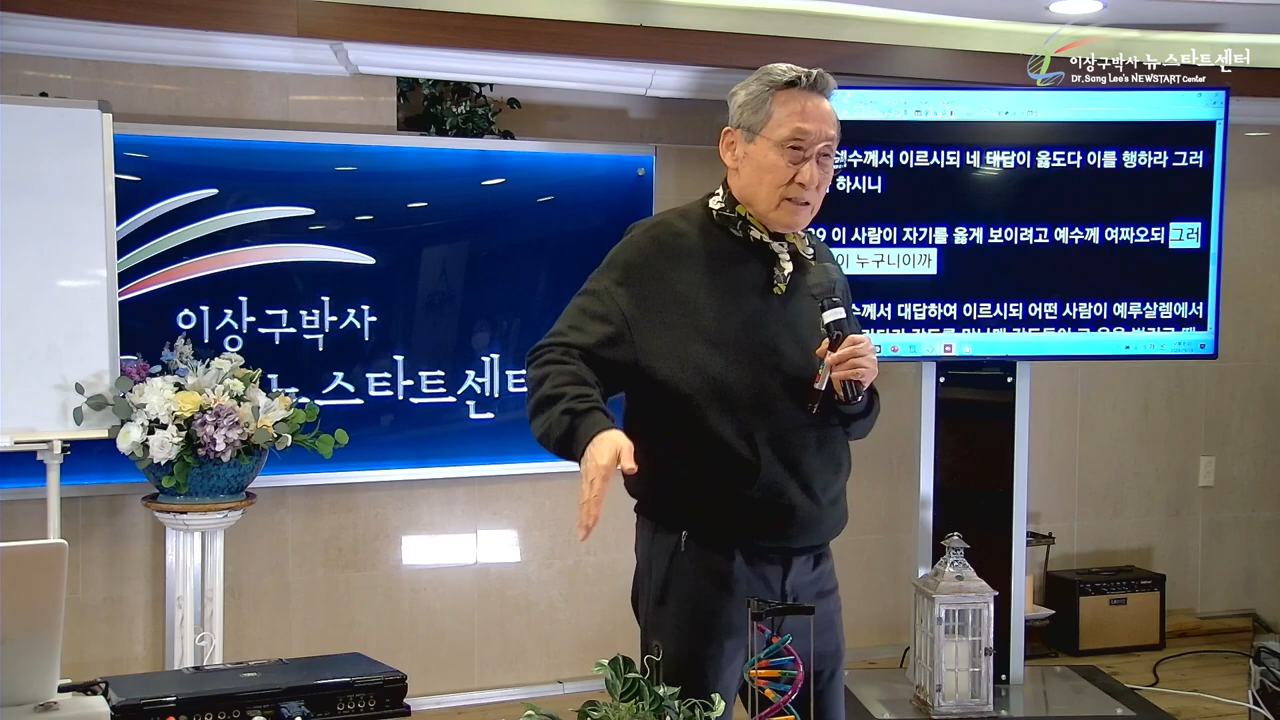 이상구박사 뉴스타트센터
Dr. Sang Lee's NEWSTART Center
예수께서 이르시되 네 대답이 옳도다 이를 행하라 그러
하시니
29 이 사람이 자기를 옳게 보이려고 예수께 여짜오되 그러
이 누구니이까
수께서 대답하여 이르시되 어떤 사람이 예루살렘에서
이상구박사
뉴 스타트센터